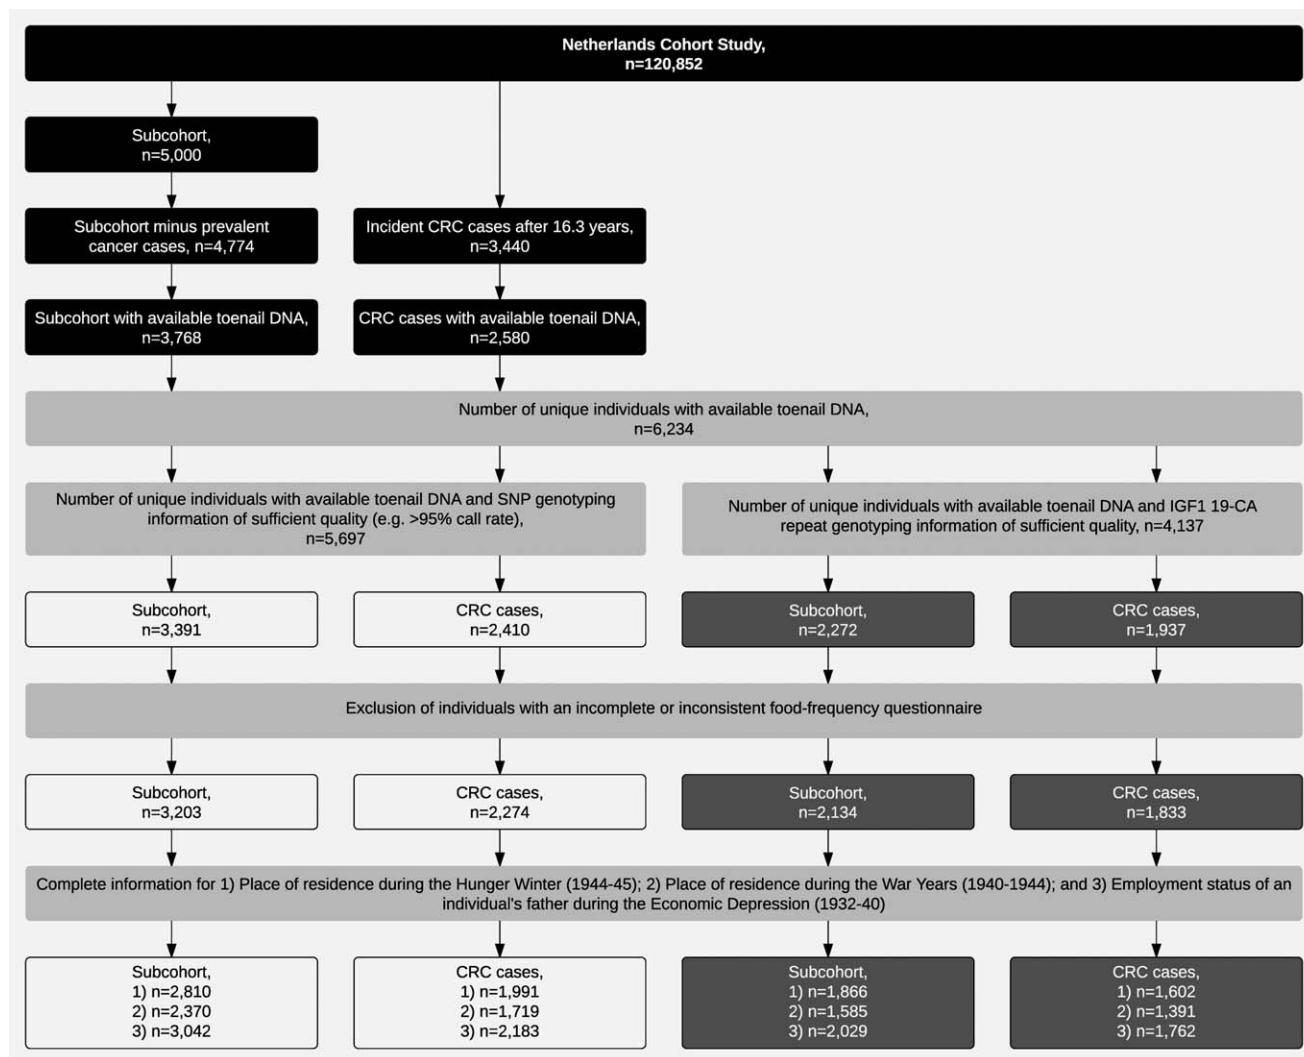 Netherlands Cohort Study,
n=120,852
Subcohort,
n=5,000
Subcohort minus prevalent
cancer cases, n=4,774
Incident CRC cases after 16.3 years,
n=3,440
Subcohort with available toenail DNA,
n=3,768
CRC cases with available toenail DNA,
n=2,580
Number of unique individuals with available toenail DNA,
n=6,234
Number of unique individuals with available toenail DNA and SNP genotyping
information of sufficient quality (e.g. >95% call rate),
n=5,697
Number of unique individuals with available toenail DNA and IGF1 19-CA
repeat genotyping information of sufficient quality, n=4,137
Subcohort,
n=3,391
CRC cases,
n=2,410
Subcohort,
n=2,272
CRC cases,
n=1,937
Exclusion of individuals with an incomplete or inconsistent food-frequency questionnaire
Subcohort,
n=3,203
CRC cases,
n=2,274
Subcohort,
n=2,134
CRC cases,
n=1,833
Complete information for 1) Place of residence during the Hunger Winter (1944-45); 2) Place of residence during the War Years (1940-1944); and 3) Employment status of an
individual's father during the Economic Depression (1932-40)
Subcohort,
1) n=2,810
2) n=2,370
3) n=3,042
CRC cases,
1) n=1,991
2) n=1,719
3) n=2,183
Subcohort,
1) n=1,866
2) n=1,585
3) n=2,029
CRC cases,
1) n=1,602
2) n=1,391
3) n=1,762